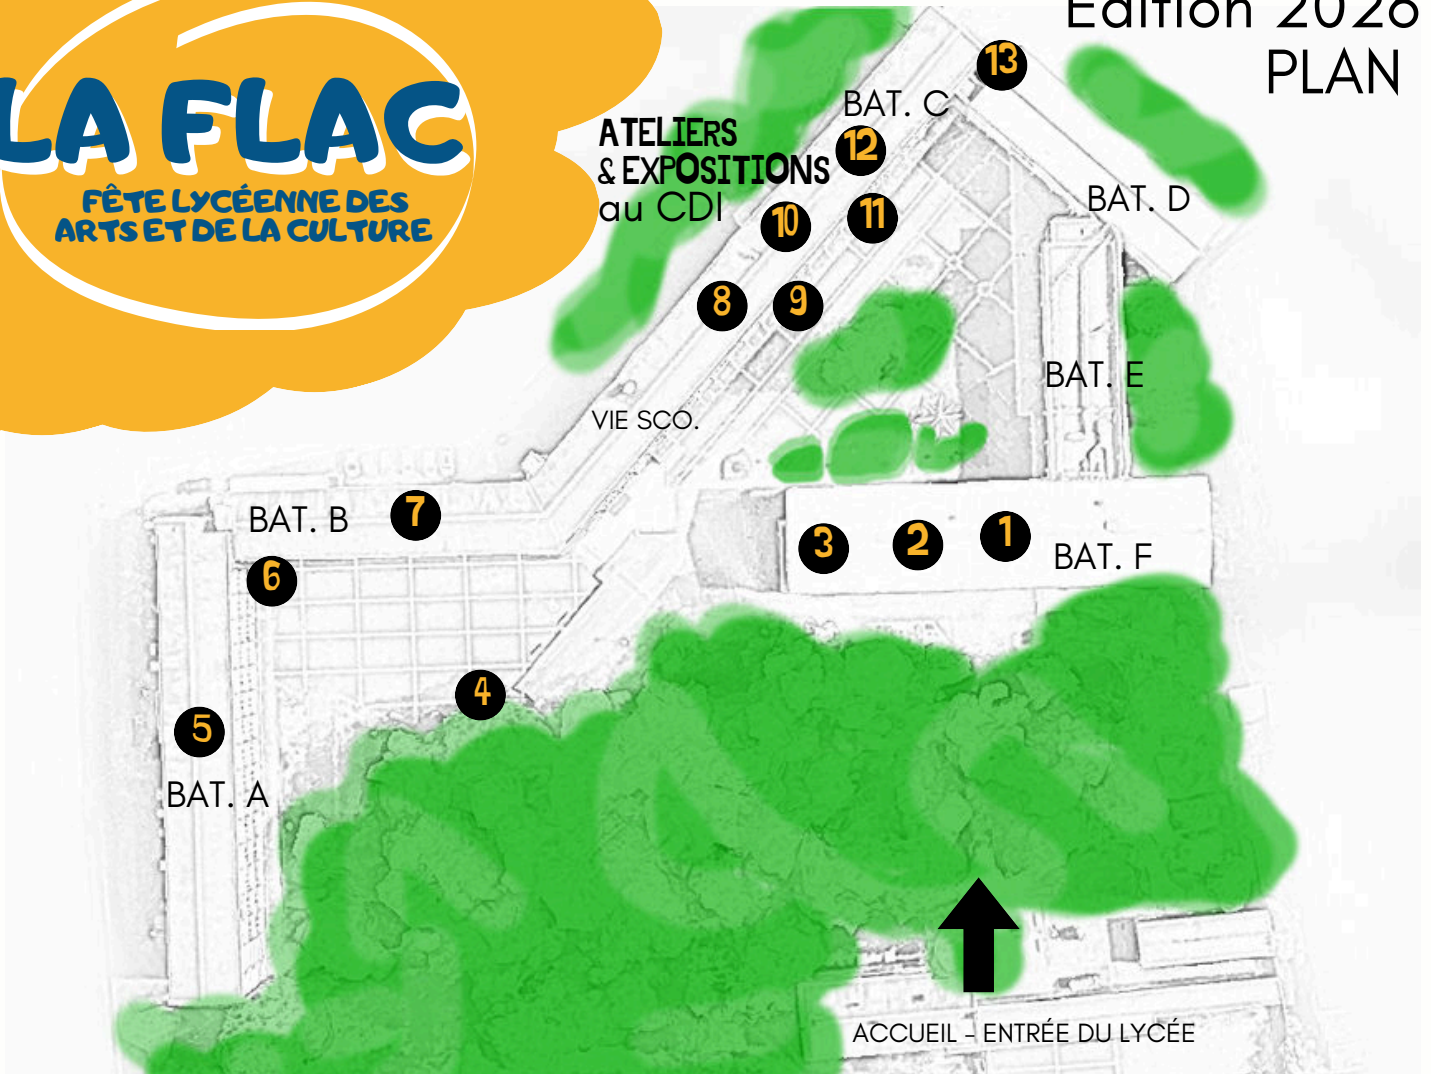 LA FLAC
FÊTE LYCÉENNE DES
ARTS ET DE LA CULTURE
Edition 2026
PLAN
ATELIERS
& EXPOSITIONS
au CDI
BAT. C
13
12
10
11
BAT. D
8
9
BAT. E
VIE SCO.
BAT. B
7
3
2
1
BAT. F
6
4
5
BAT. A
ACCUEIL - ENTRÉE DU LYCÉE